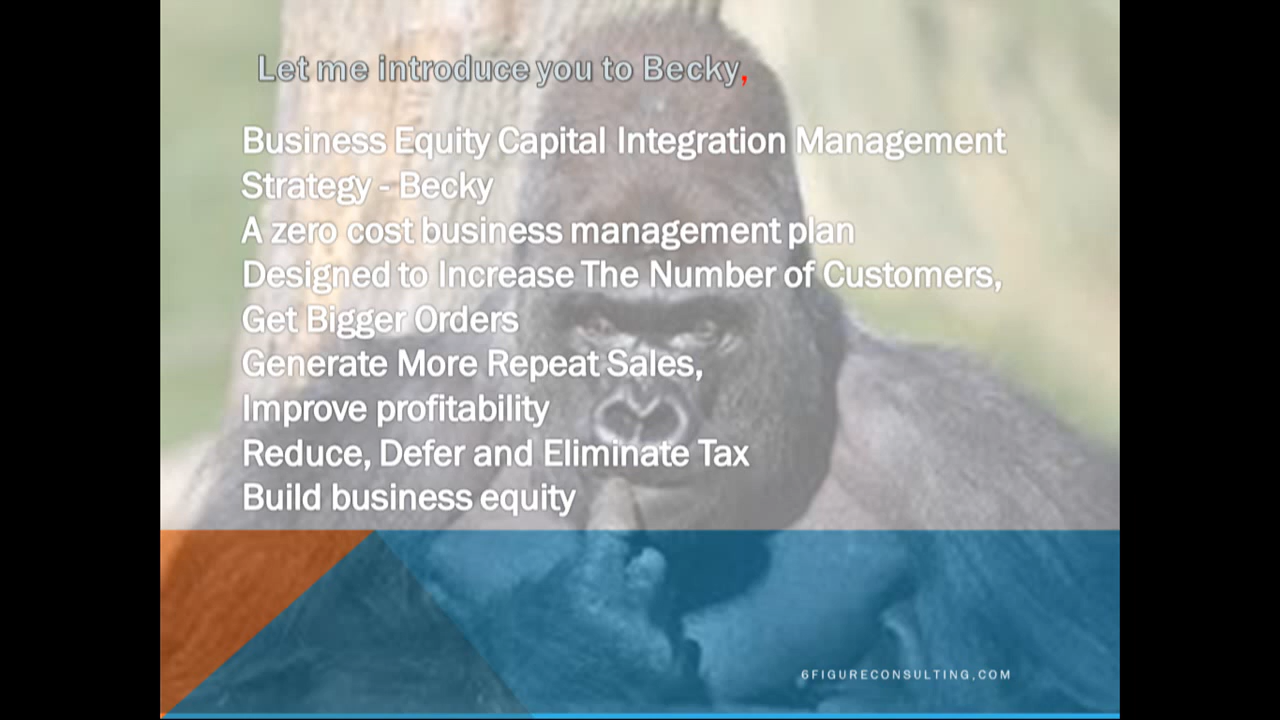 Let me introduce you to Becky,
Business Equity Capital Integration Management
Strategy - Becky
A zero cost business management plan
Designed to Increase The Number of Customers,
Get Bigger Orders
Generate More Repeat Sales,
Improve profitability
Reduce, Defer and Eliminate Tax
Build business equity
6FIGURECONSULTING,COM